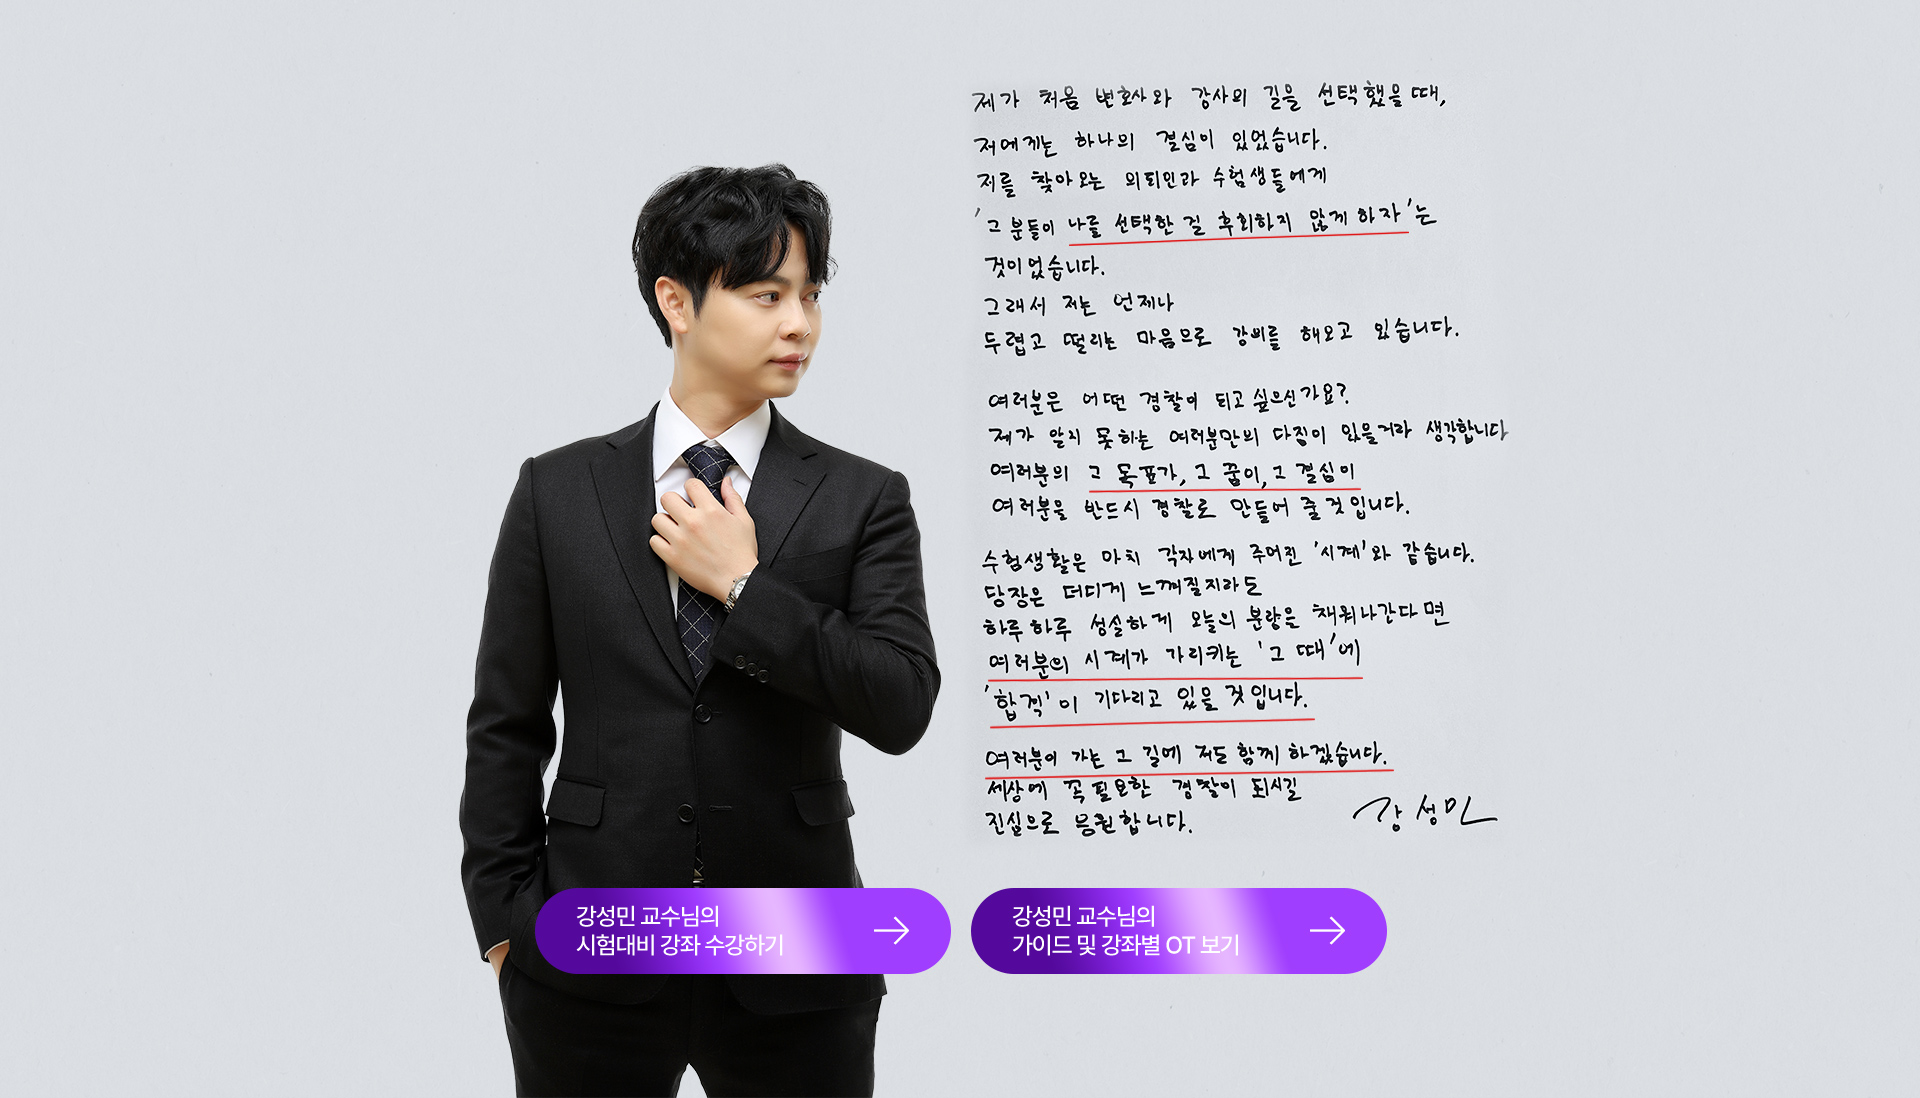 제가 처음 변호사와 강사의 길을 선택했을 때,
저에게는 하나의 결심이 있었습니다.
저를 찾아오는 의뢰인과 수험생들에게
'그 분들이 나를 선택한 걸 후회하지 않게 하자'는
것이었습니다.
그래서 저는 언제나
두렵고 떨리는 마음으로 강의를 해오고 있습니다.
여러분은 어떤 경찰이 되고 싶으신가요?
제가 알지 못하는 여러분만의 다짐이 있을거라 생각합니다
여러분의 그 목표가, 그 꿈이, 그 결심이
여러분을 반드시 경찰로 만들어 줄 것입니다.
수험생활은 마치 각자에게 주어진 '시계'와 같습니다.
당장은 더디게 느껴질지라도
하루하루 성실하게 오늘의 분량을 채워나간다면
여러분의 시계가 가리키는 '그 때'에
'합격'이 기다리고 있을 것입니다.
여러분이 가는 그 길에 저도 함께 하겠습니다.
세상에 꼭 필요한 경찰이 되시길
진심으로 응원합니다.
강성민
강성민 교수님의
시험대비 강좌 수강하기
강성민 교수님의
가이드 및 강좌별 OT 보기